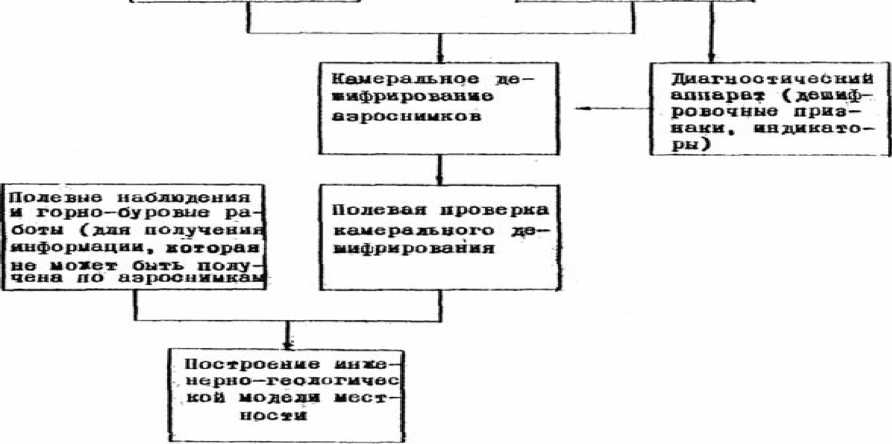 Камеральное де-
шифрирование
аэроснимков
Диагностический
аппарат (дешиф-
ровочные приз-
наки, индикато-
ры)
Полевые наблюдения
и горно-буровые ра-
боты (для получения
информации, которая
не может быть полу-
чена по аэроснимкам
Полевая проверка
камерального де-
шифрирования
Построение инже-
нерно-геологичес
кой модели мест-
ности